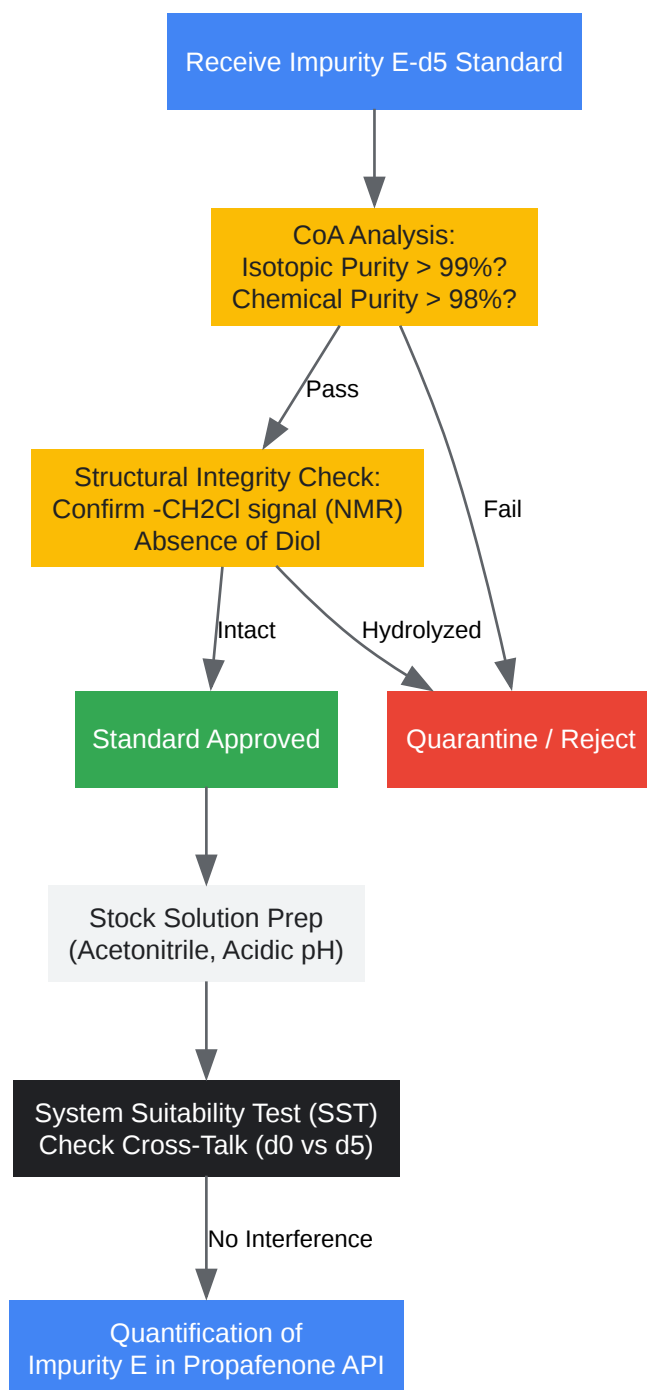 Receive Impurity E-d5 Standard
CoA Analysis:
Isotopic Purity > 99%?
Chemical Purity > 98%?
Pass
Structural Integrity Check:
Confirm -CH2Cl signal (NMR)
Absence of Diol
Fail
Intact
Hydrolyzed
Standard Approved
Quarantine / Reject
Stock Solution Prep
(Acetonitrile, Acidic pH)
System Suitability Test (SST)
Check Cross-Talk (d0 vs d5)
No Interference
Quantification of
Impurity E in Propafenone API